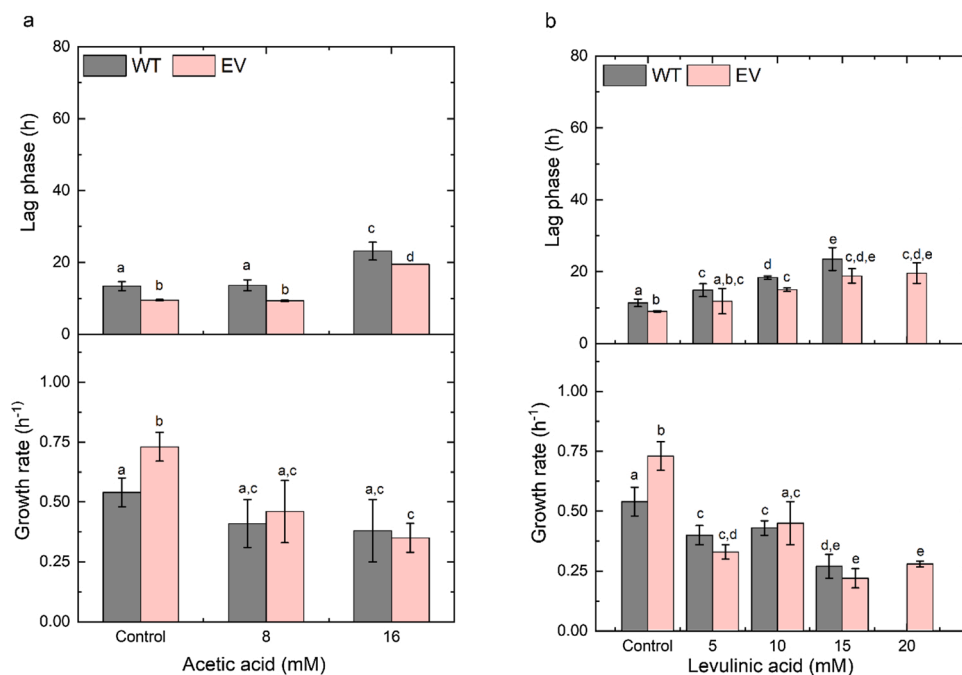 a
80
60
40
20
0
Lag phase (h)
WT
EV
a
b
a
b
c
d
1.00
0.75
0.50
0.25
0.00
Growth rate (h⁻¹)
a
b
a,c
a,c
a,c
c
Control
8
16
Acetic acid (mM)
b
80
60
40
20
0
Lag phase (h)
WT
EV
a
b
c
a,b,c
d
c
e
c,d,e
c,d,e
1.00
0.75
0.50
0.25
0.00
Growth rate (h⁻¹)
a
b
c
c,d
c
a,c
d,e
e
e
Control
5
10
15
20
Levulinic acid (mM)